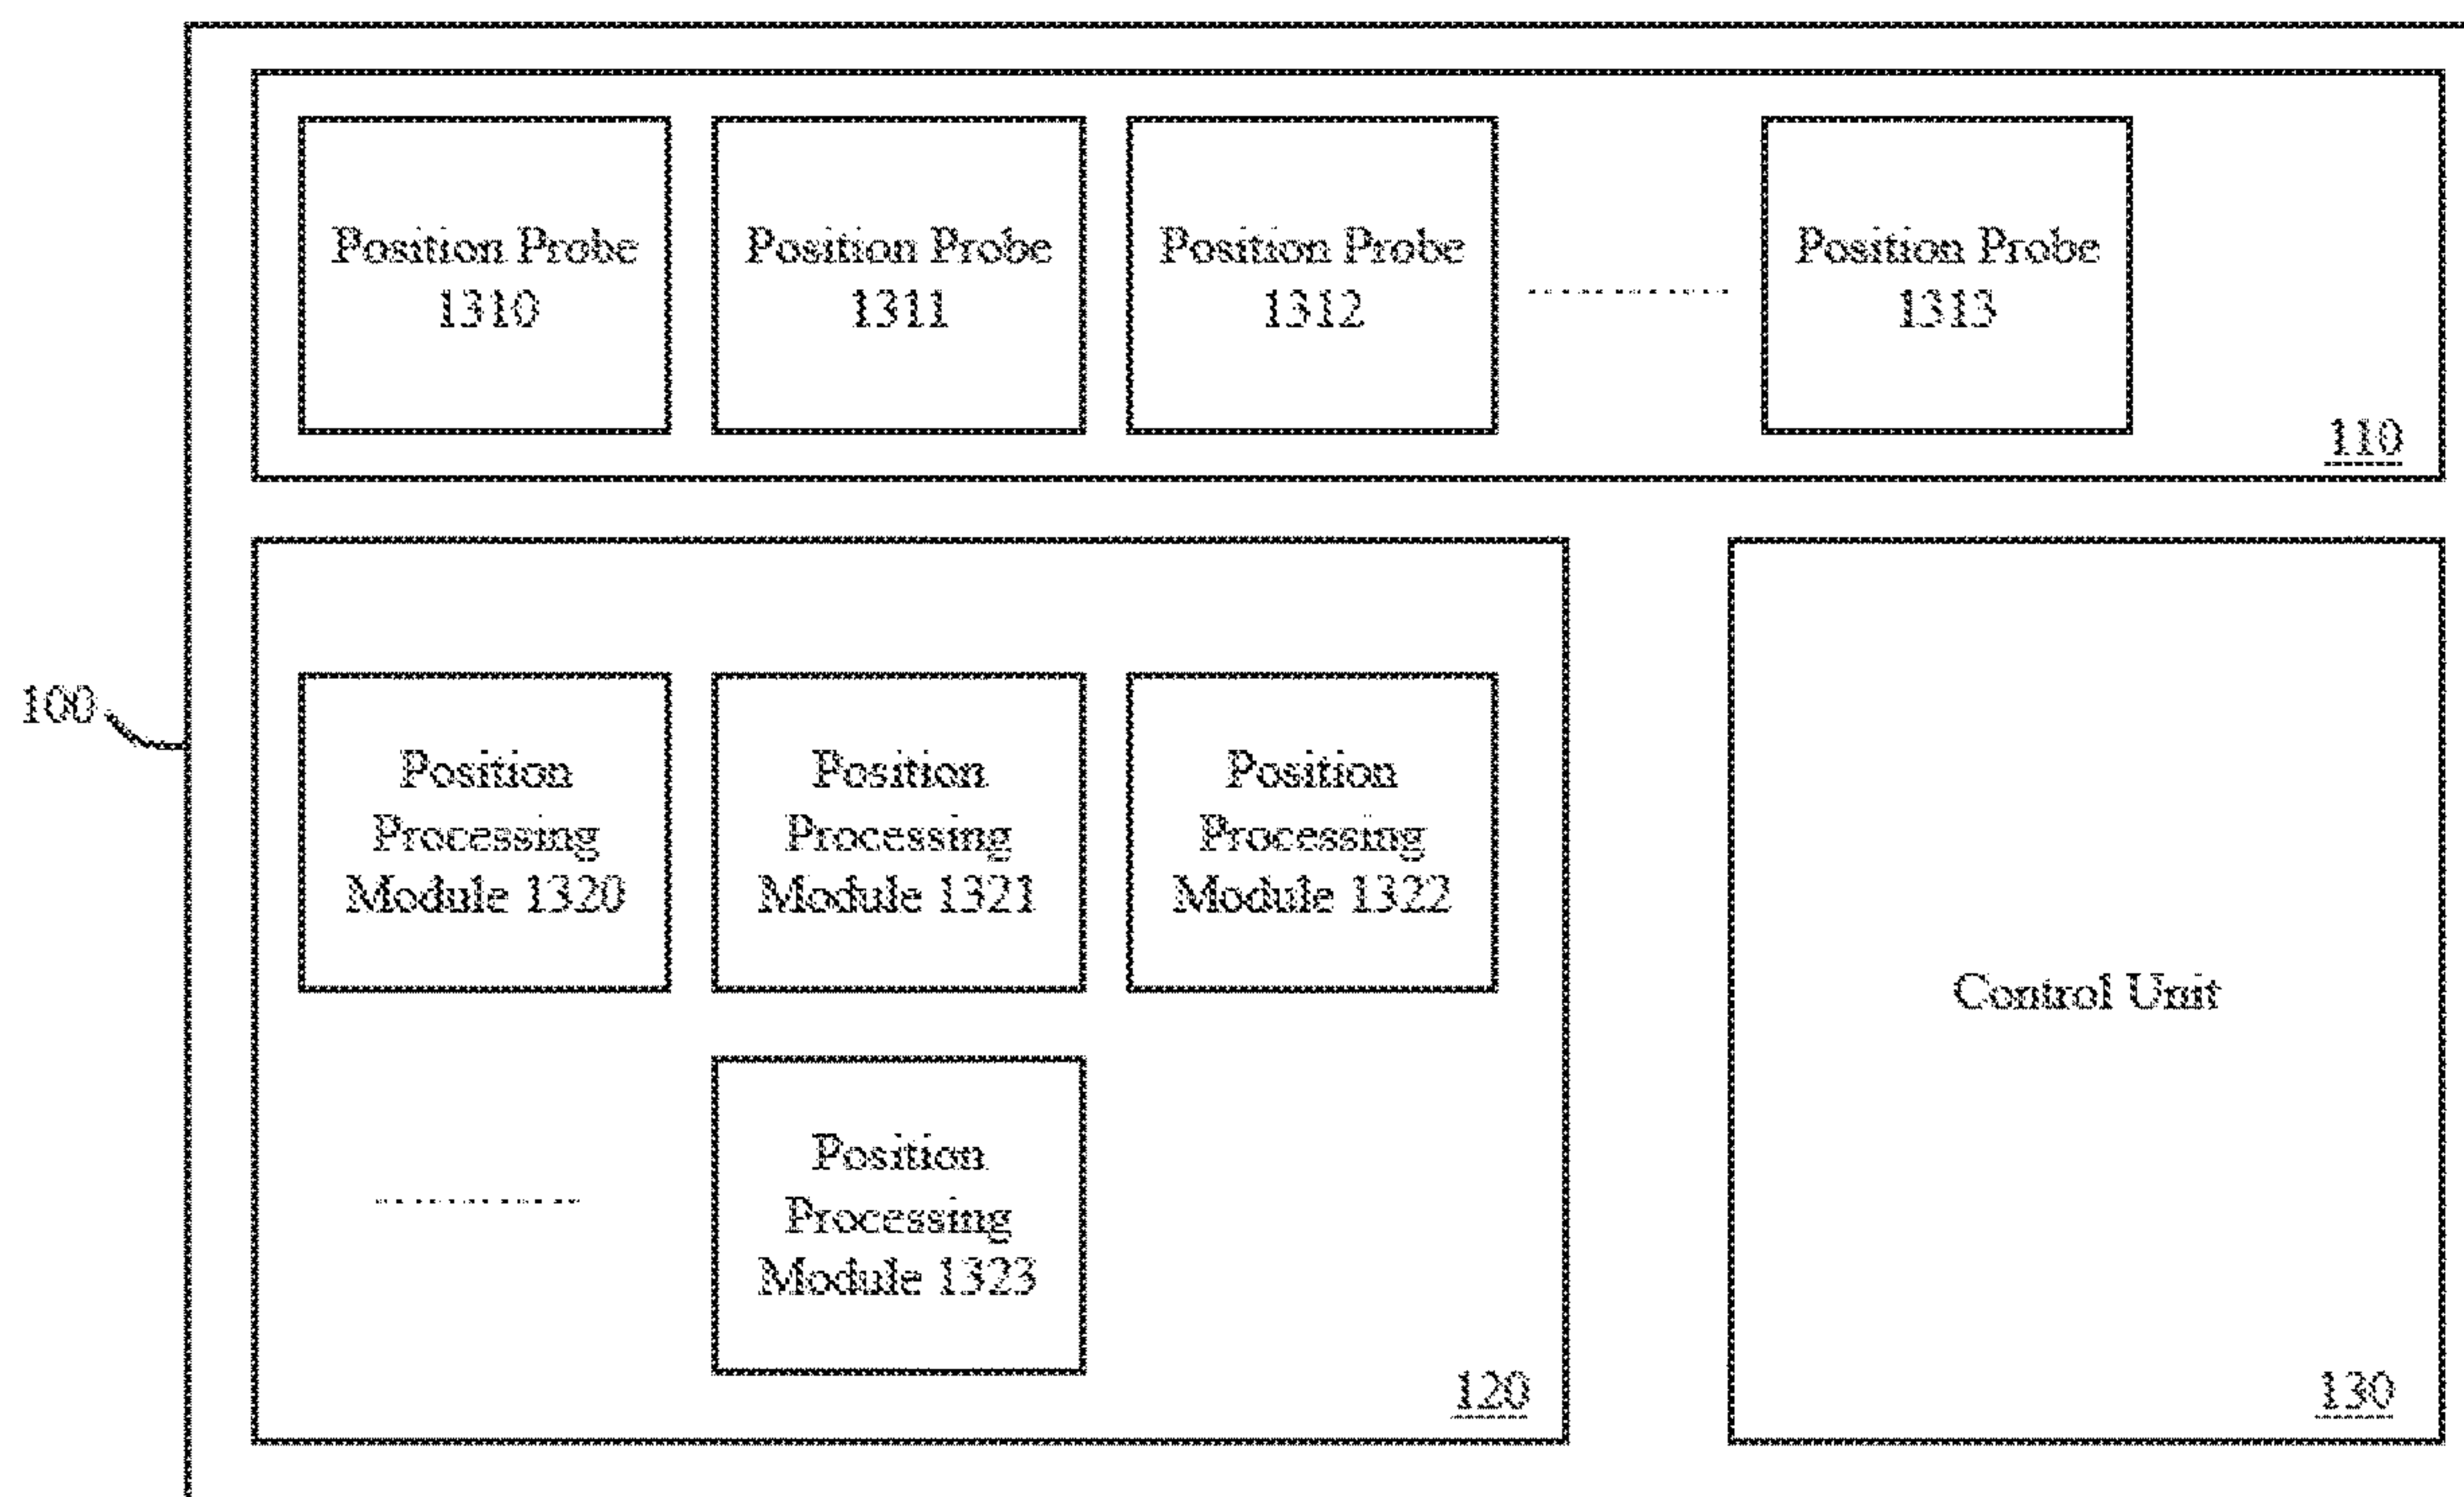 Position Probe
1310
Position Probe
1311
Position Probe
1312
Position Probe
1313
110
100
Position
Processing
Module 1320
Position
Processing
Module 1321
Position
Processing
Module 1322
Position
Processing
Module 1323
120
Control Unit
130